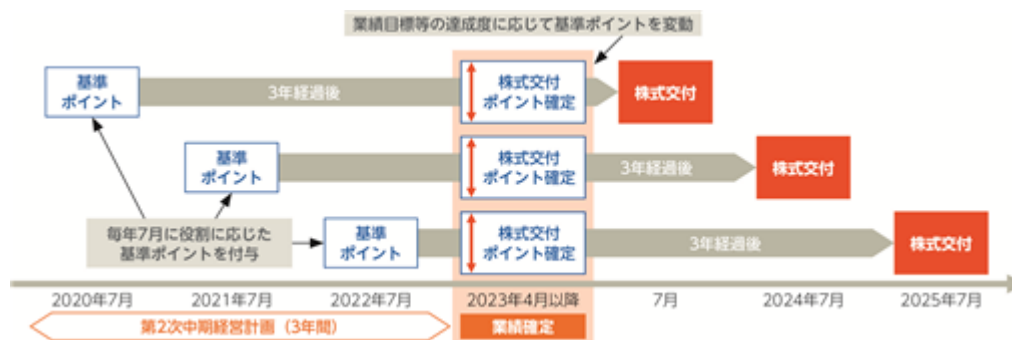 業績目標等の達成度に応じて基準ポイントを変動
基準
ポイント
3年経過後
株式交付
ポイント確定
株式交付
基準
ポイント
株式交付
ポイント確定
3年経過後
株式交付
毎年7月に役割に応じた
基準ポイントを付与
基準
ポイント
株式交付
ポイント確定
3年経過後
株式交付
2020年7月
2021年7月
2022年7月
2023年4月以降
7月
2024年7月
2025年7月
第2次中期経営計画（3年間）
業績確定